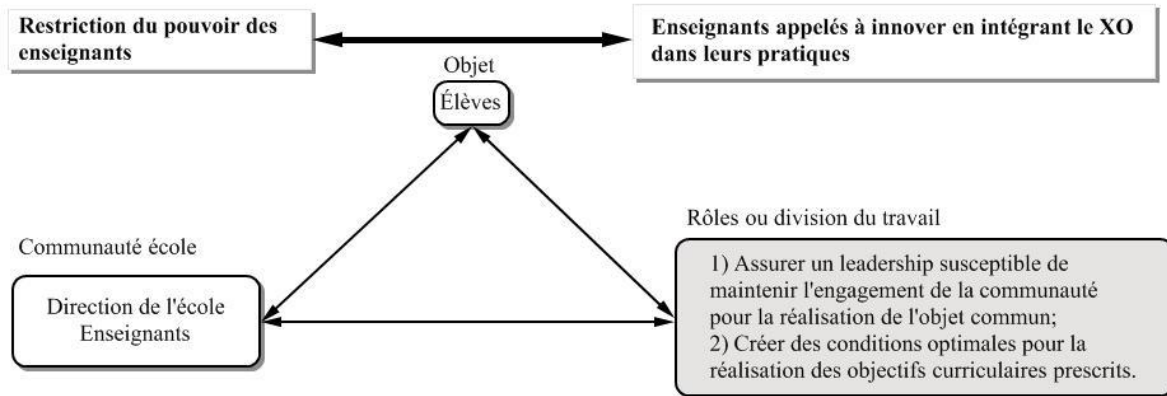 Restriction du pouvoir des
enseignants
Enseignants appelés à innover en intégrant le XO
dans leurs pratiques
Objet
Élèves
Communauté école
Direction de l'école
Enseignants
Rôles ou division du travail
1) Assurer un leadership susceptible de
maintenir l'engagement de la communauté
pour la réalisation de l'objet commun;
2) Créer des conditions optimales pour la
réalisation des objectifs curriculaires prescrits.